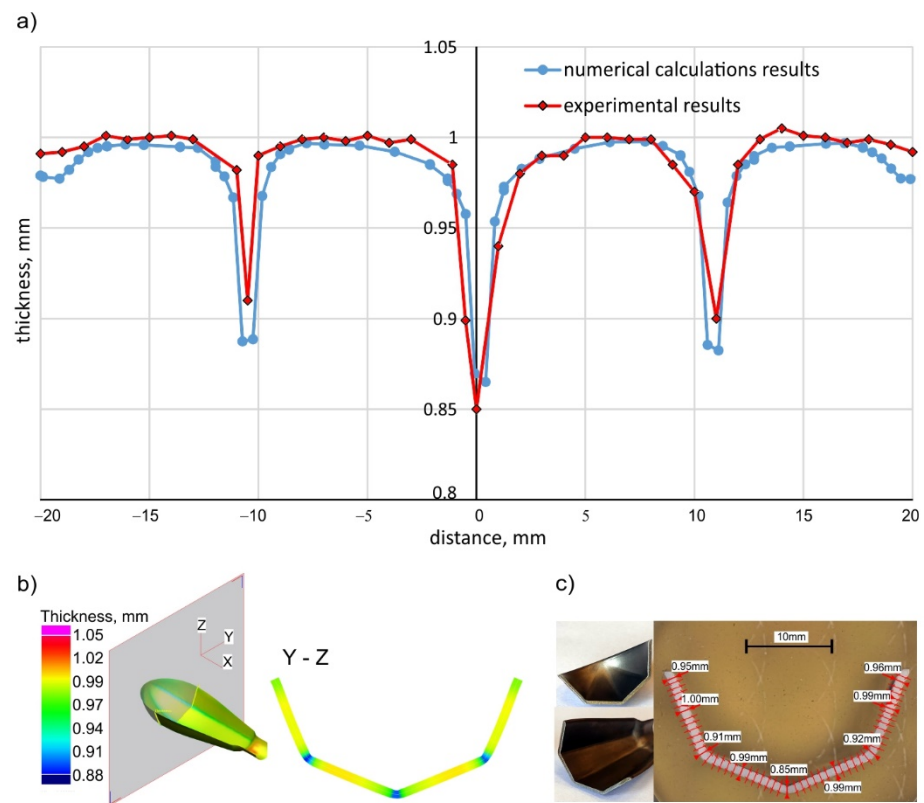 a)
1.05
numerical calculations results
experimental results
1
0.95
0.9
0.85
0.8
thickness, mm
−20
−15
−10
−5
0
5
10
15
20
distance, mm
b)
Thickness, mm
1.05
1.02
0.99
0.97
0.94
0.91
0.88
Z
Y
X
Y - Z
c)
10mm
0.95mm
0.96mm
1.00mm
0.99mm
0.91mm
0.92mm
0.99mm
0.85mm
0.99mm